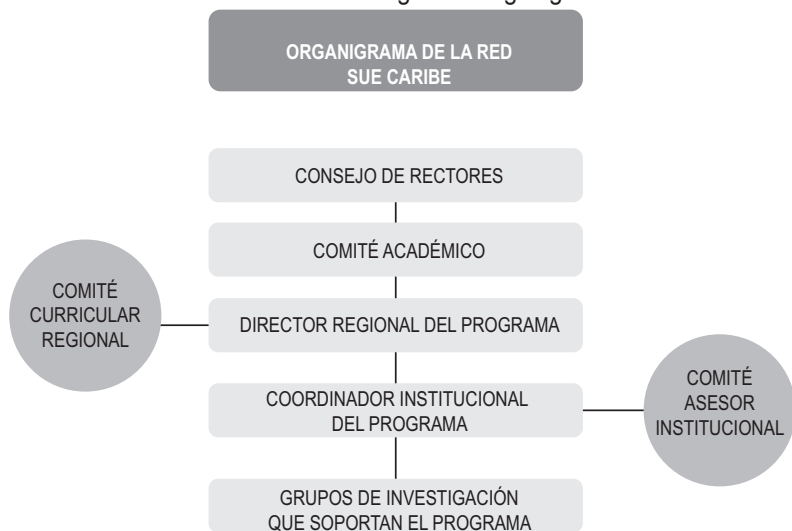 ORGANIGRAMA DE LA RED
SUE CARIBE
CONSEJO DE RECTORES
COMITÉ ACADÉMICO
COMITÉ
CURRICULAR
REGIONAL
DIRECTOR REGIONAL DEL PROGRAMA
COORDINADOR INSTITUCIONAL
DEL PROGRAMA
COMITÉ
ASESOR
INSTITUCIONAL
GRUPOS DE INVESTIGACIÓN
QUE SOPORTAN EL PROGRAMA